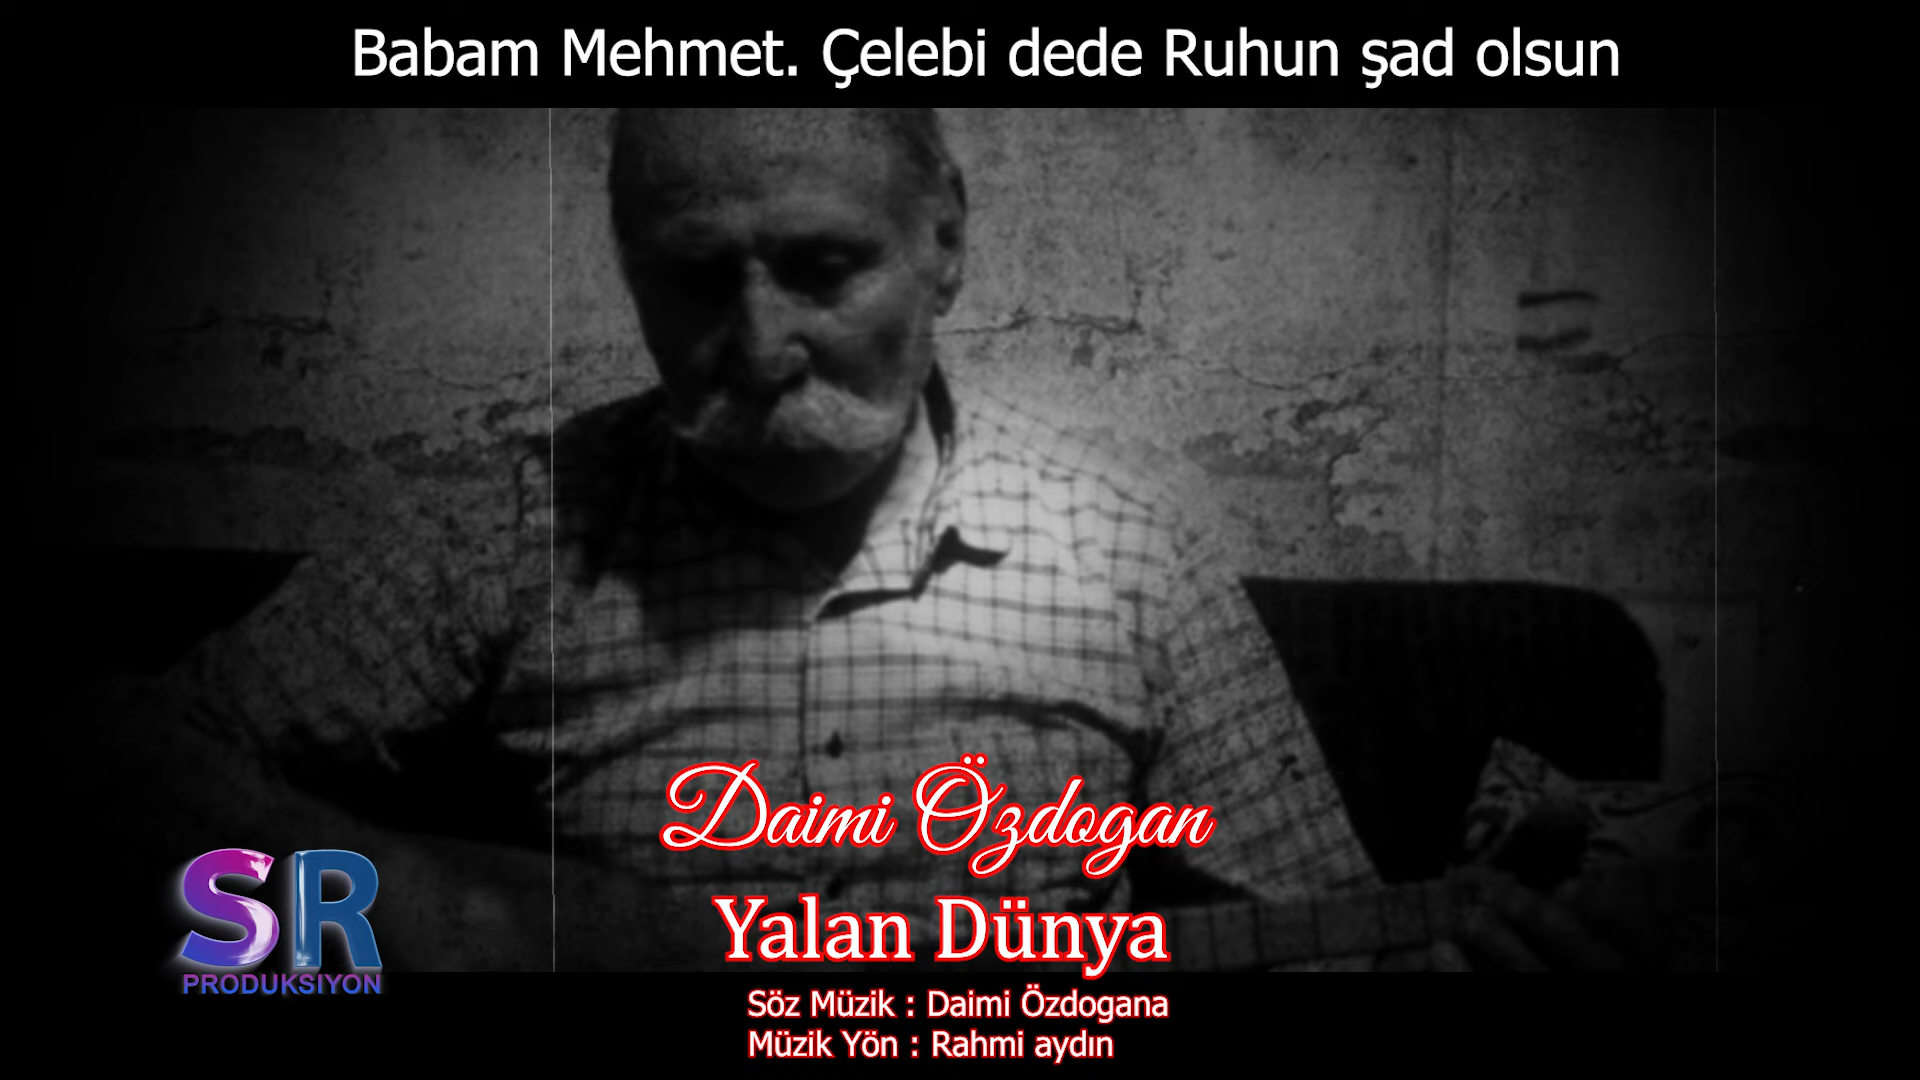 Babam Mehmet. Çelebi dede Ruhun şad olsun
Daimi Özdogan
Yalan Dünya
SR
PRODUKSIYON
Söz Müzik : Daimi Özdogana
Müzik Yön : Rahmi aydın